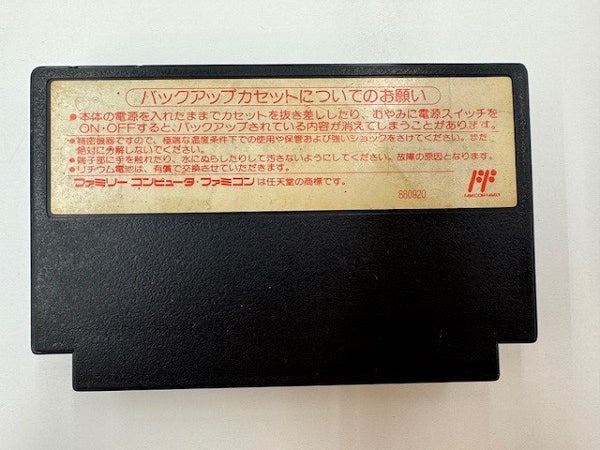 バックアップカセットについてのお願い
●本体の電源を入れたままでカセットを抜き差ししたり、むやみに電源スイッチを
ON・OFFすると、バックアップされている内容が消えてしまうことがあります。
●精密機器ですので、極端な温度条件下での使用や保管および強いショックをさけてください。また、
絶対に分解しないでください。
●端子部に手を触れたり、水にぬらしたりして汚さないようにしてください。故障の原因となります。
●リチウム電池は、有償で交換させていただきます。
ファミリーコンピュータ・ファミコンは任天堂の商標です。
880920
FAMICOM FAMILY